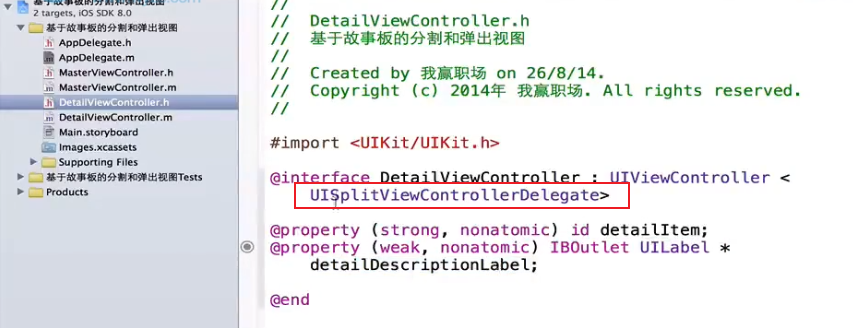 基于故事板的分割和弹出视图
2 targets, iOS SDK 8.0
基于故事板的分割和弹出视图
AppDelegate.h
AppDelegate.m
MasterViewController.h
MasterViewController.m
DetailViewController.h
DetailViewController.m
Main.storyboard
Images.xcassets
Supporting Files
基于故事板的分割和弹出视图Tests
Products
//
// DetailViewController.h
// 基于故事板的分割和弹出视图
//
// Created by 我赢职场 on 26/8/14.
// Copyright (c) 2014年 我赢职场. All rights reserved.
//
#import <UIKit/UIKit.h>
@interface DetailViewController : UIViewController <
UISplitViewControllerDelegate>
@property (strong, nonatomic) id detailItem;
@property (weak, nonatomic) IBOutlet UILabel *
detailDescriptionLabel;
@end